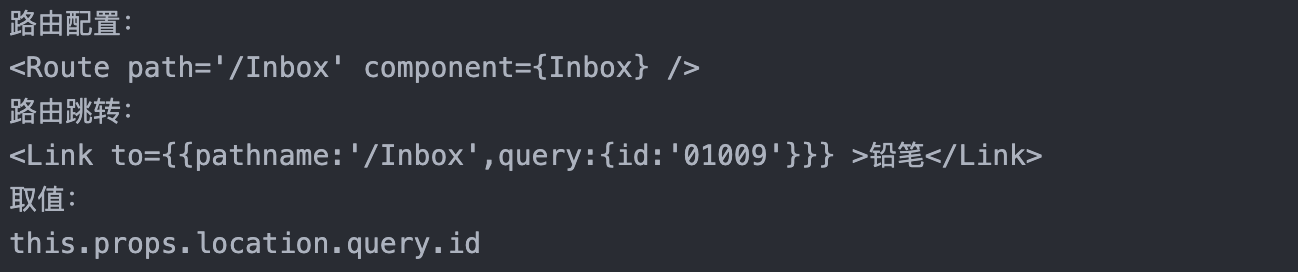 路由配置:
<Route path='/Inbox' component={Inbox} />
路由跳转:
<Link to={{pathname:'/Inbox',query:{id:'01009'}}} >铅笔</Link>
取值:
this.props.location.query.id